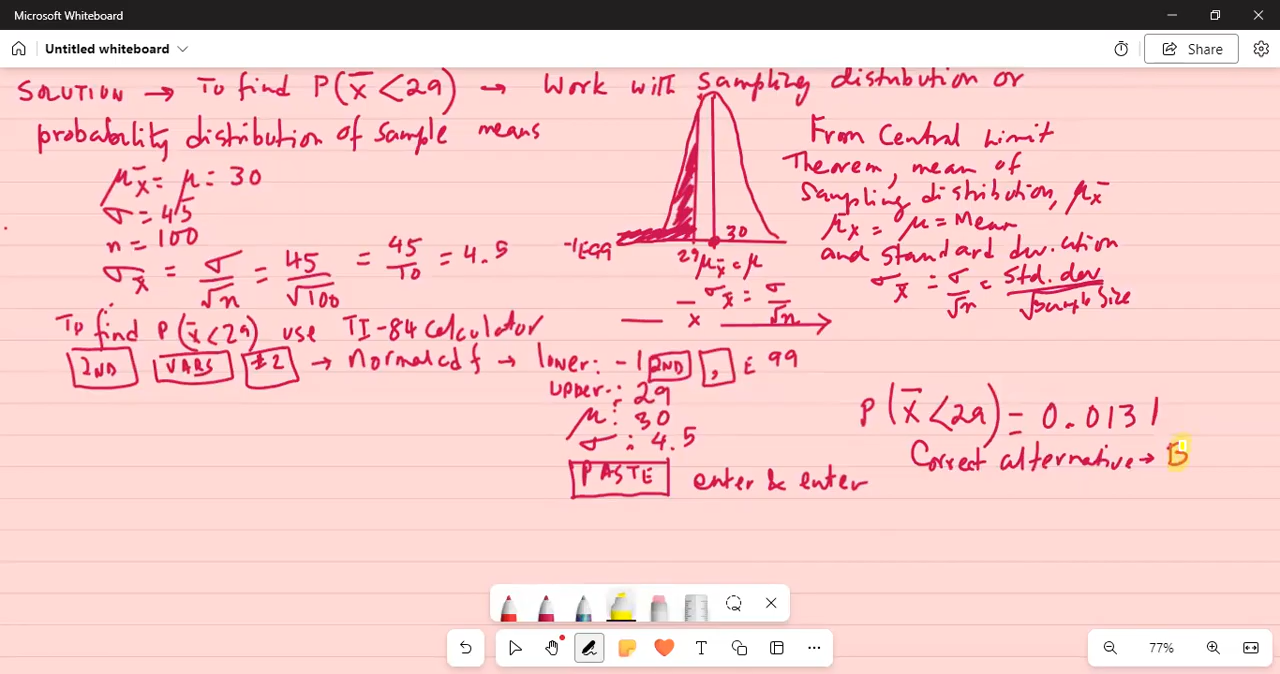 Microsoft Whiteboard
Untitled whiteboard
Share
SOLUTION → To find P(x̄ < 29) → Work with sampling distribution or
probability distribution of sample means
μx̄ = μ = 30
σ = 45
n = 100
σx̄ = σ/√n = 45/√100 = 45/10 = 4.5
-1E99
29
30
μx̄ = μ
σx̄ = σ/√n
x
From Central Limit
Theorem, mean of
sampling distribution, μx̄
μx̄ = μ = Mean
and standard deviation
σx̄ = σ/√n = Std. dev/√Sample Size
To find P(x̄ < 29) use TI-84 Calculator
2ND VARS #2 → Normalcdf → lower: -1 2ND , E 99
UPPER: 29
μ: 30
σ: 4.5
PASTE enter & enter
P(x̄ < 29) = 0.0131
Correct alternative → B
77%